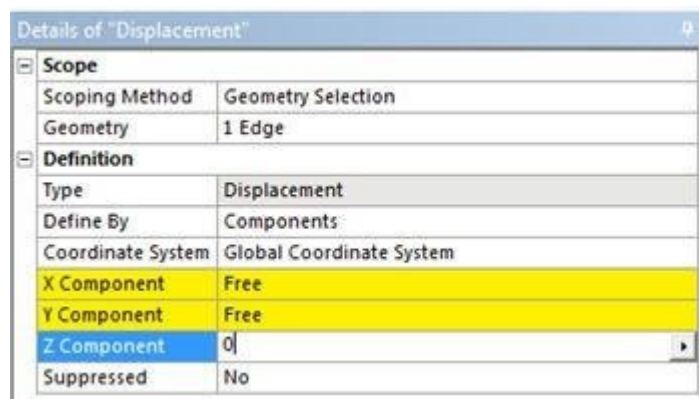 Details of "Displacement"
Scope
Scoping Method Geometry Selection
Geometry 1 Edge
Definition
Type Displacement
Define By Components
Coordinate System Global Coordinate System
X Component Free
Y Component Free
Z Component 0
Suppressed No